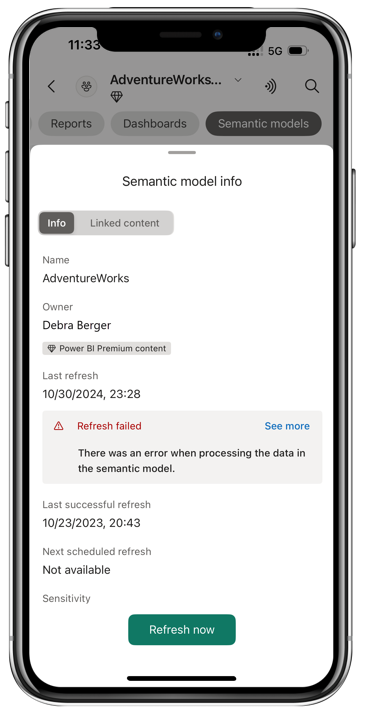 11:33
5G
AdventureWorks...
Reports
Dashboards
Semantic models
Semantic model info
Info
Linked content
Name
AdventureWorks
Owner
Debra Berger
Power BI Premium content
Last refresh
10/30/2024, 23:28
Refresh failed
See more
There was an error when processing the data in
the semantic model.
Last successful refresh
10/23/2023, 20:43
Next scheduled refresh
Not available
Sensitivity
Refresh now